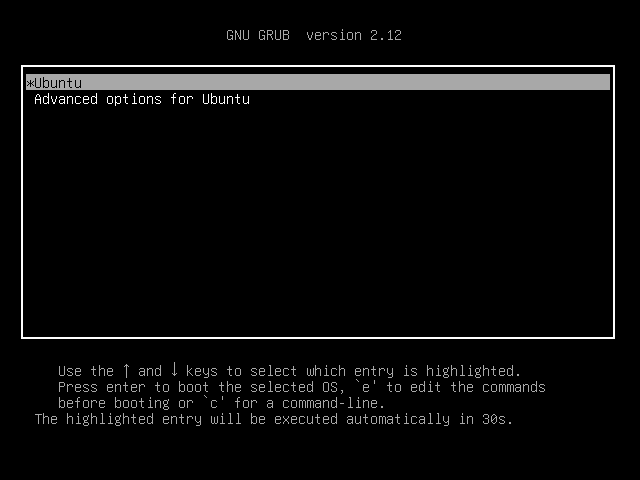 GNU GRUB  version 2.12
*Ubuntu
Advanced options for Ubuntu
Use the ↑ and ↓ keys to select which entry is highlighted.
Press enter to boot the selected OS, `e' to edit the commands
before booting or `c' for a command-line.
The highlighted entry will be executed automatically in 30s.